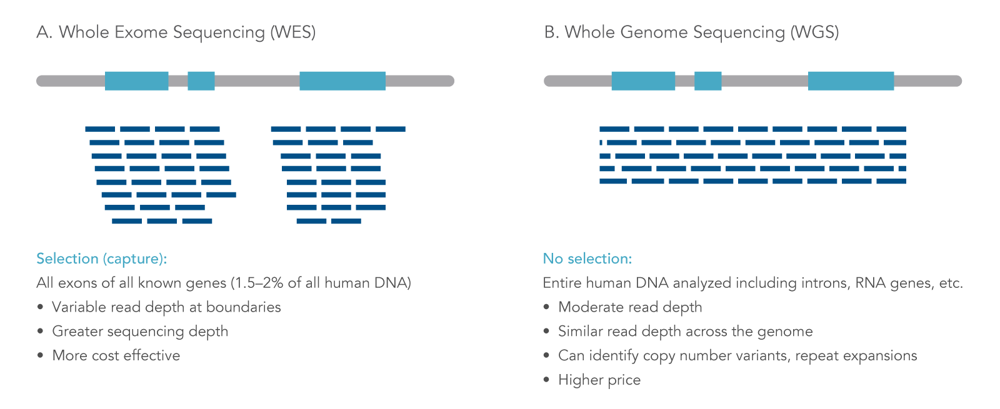 A. Whole Exome Sequencing (WES)
Selection (capture):
All exons of all known genes (1.5–2% of all human DNA)
• Variable read depth at boundaries
• Greater sequencing depth
• More cost effective
B. Whole Genome Sequencing (WGS)
No selection:
Entire human DNA analyzed including introns, RNA genes, etc.
• Moderate read depth
• Similar read depth across the genome
• Can identify copy number variants, repeat expansions
• Higher price